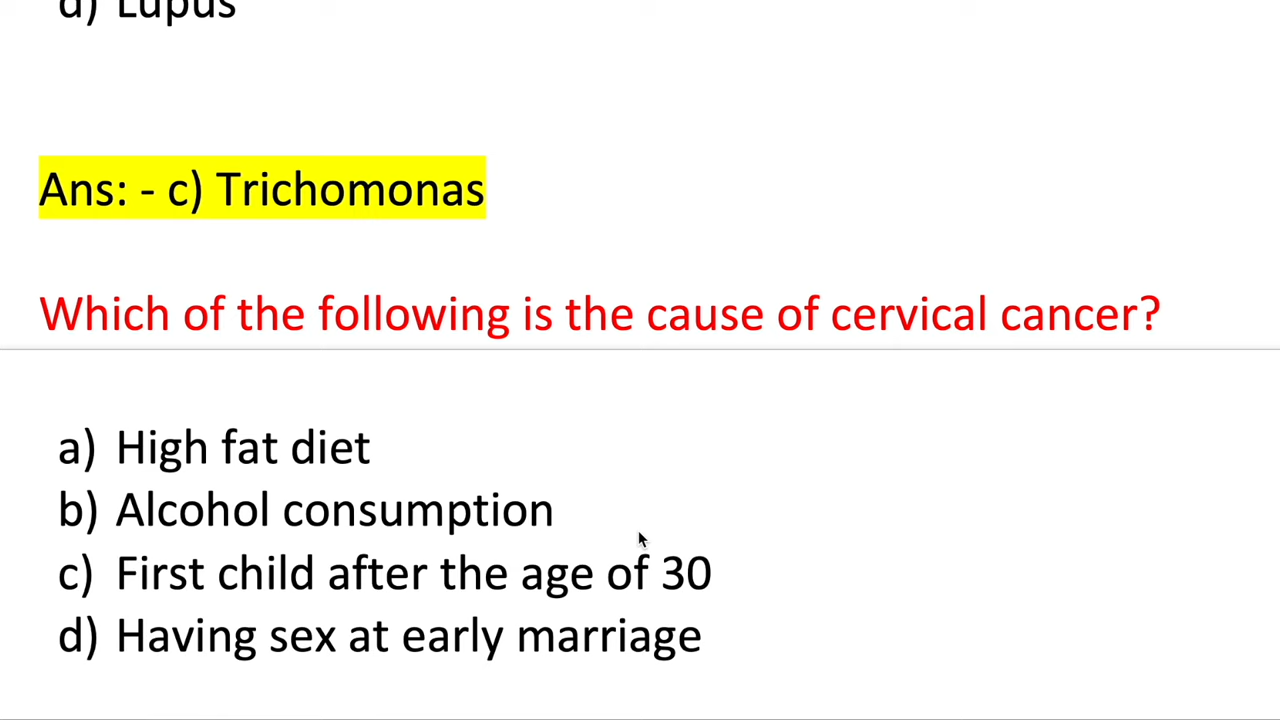 d) Lupus
Ans: - c) Trichomonas
Which of the following is the cause of cervical cancer?
a) High fat diet
b) Alcohol consumption
c) First child after the age of 30
d) Having sex at early marriage